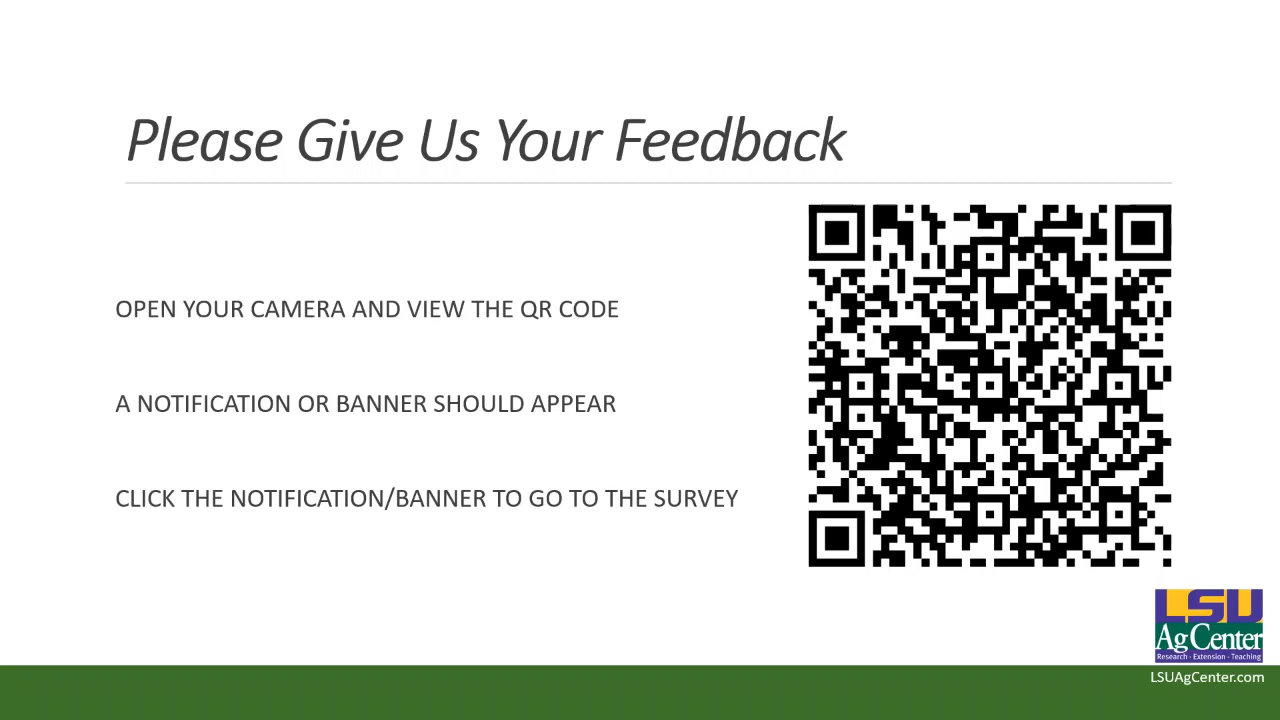 Please Give Us Your Feedback
OPEN YOUR CAMERA AND VIEW THE QR CODE
A NOTIFICATION OR BANNER SHOULD APPEAR
CLICK THE NOTIFICATION/BANNER TO GO TO THE SURVEY
LSU
AgCenter
Research · Extension · Teaching
LSUAgCenter.com